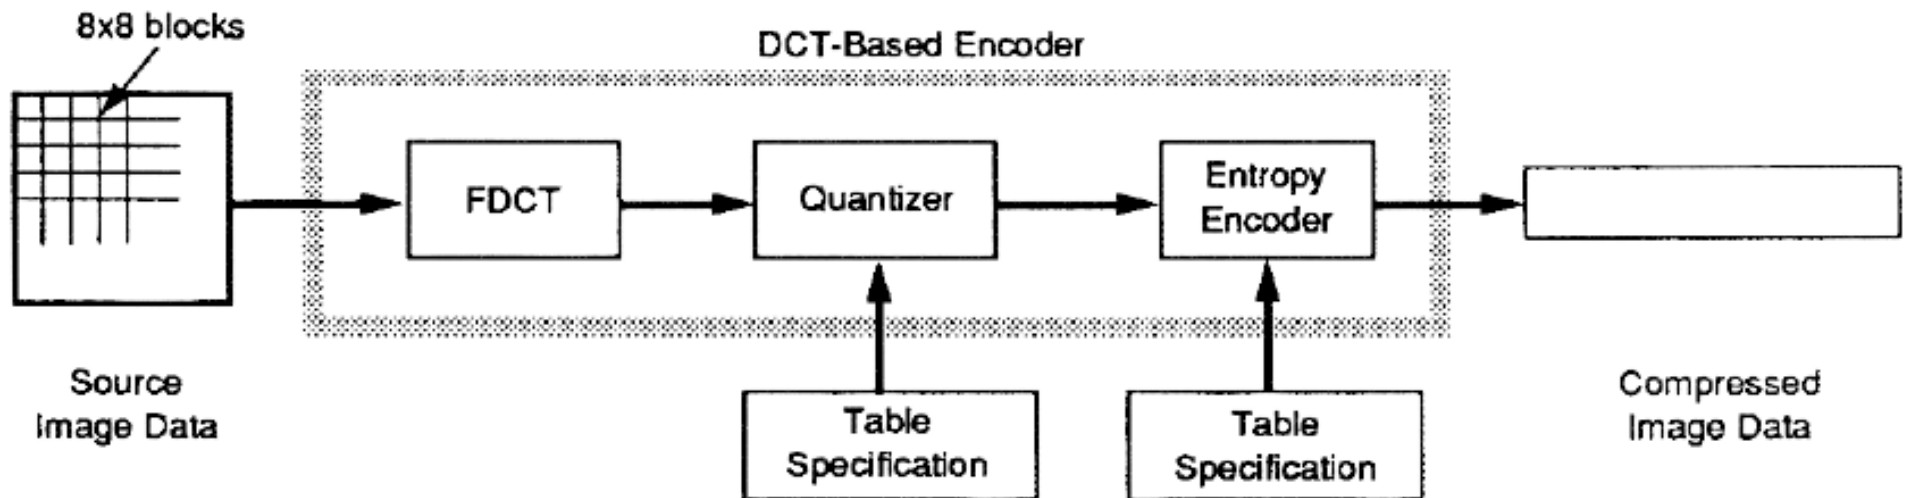 8x8 blocks
DCT-Based Encoder
FDCT
Quantizer
Entropy
Encoder
Source
Image Data
Table
Specification
Table
Specification
Compressed
Image Data